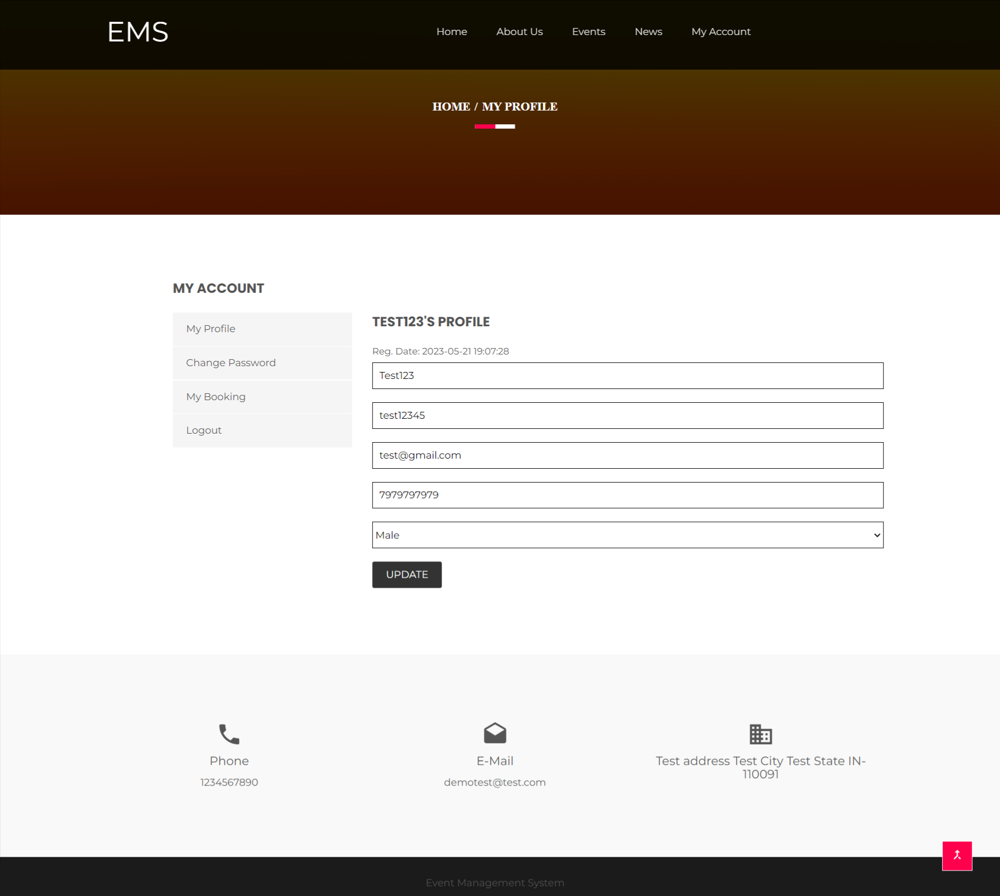 EMS
Home
About Us
Events
News
My Account
HOME / MY PROFILE
MY ACCOUNT
My Profile
Change Password
My Booking
Logout
TEST123'S PROFILE
Reg. Date: 2023-05-21 19:07:28
Test123
test12345
test@gmail.com
7979797979
Male
UPDATE
Phone
1234567890
E-Mail
demotest@test.com
Test address Test City Test State IN-
110091
Event Management System